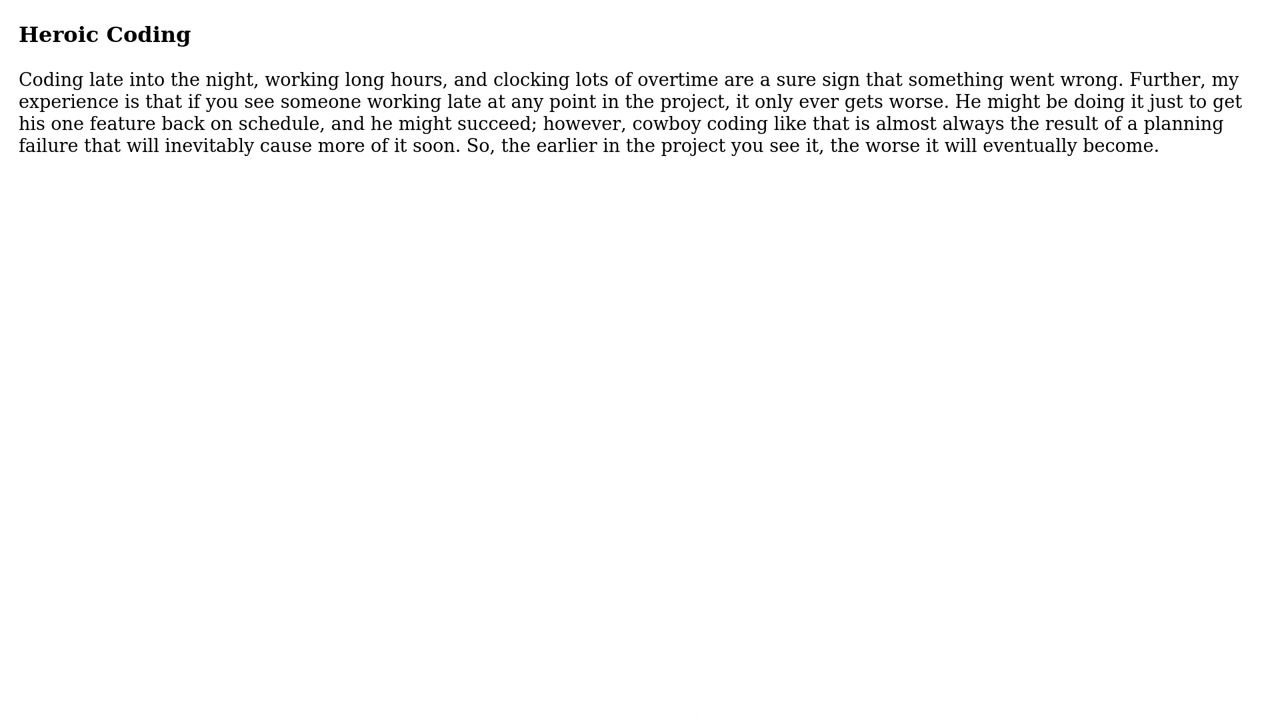 Heroic Coding
Coding late into the night, working long hours, and clocking lots of overtime are a sure sign that something went wrong. Further, my
experience is that if you see someone working late at any point in the project, it only ever gets worse. He might be doing it just to get
his one feature back on schedule, and he might succeed; however, cowboy coding like that is almost always the result of a planning
failure that will inevitably cause more of it soon. So, the earlier in the project you see it, the worse it will eventually become.